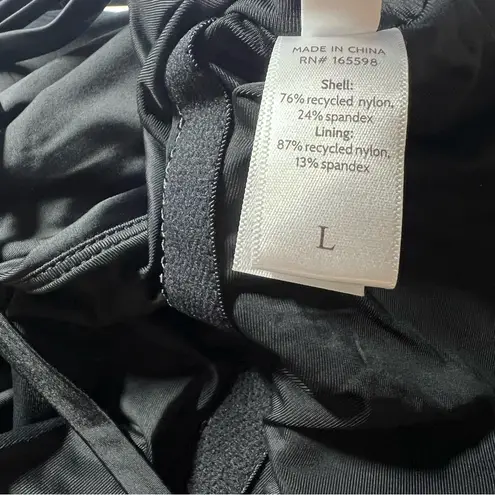 MADE IN CHINA
RN# 165598
Shell:
76% recycled nylon,
24% spandex
Lining:
87% recycled nylon,
13% spandex
L